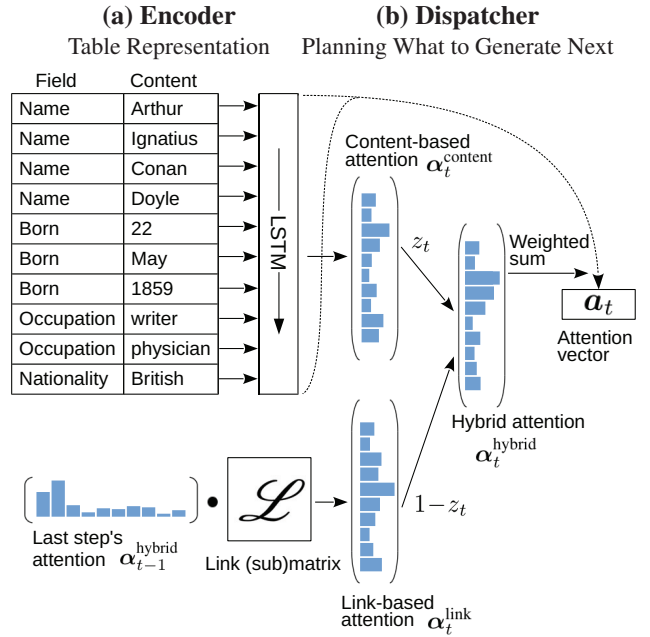 (a) Encoder
Table Representation
(b) Dispatcher
Planning What to Generate Next
Field Content
Name Arthur
Name Ignatius
Name Conan
Name Doyle
Born 22
Born May
Born 1859
Occupation writer
Occupation physician
Nationality British
LSTM
Content-based
attention α_t^content
z_t
Weighted
sum
a_t
Attention
vector
Hybrid attention
α_t^hybrid
1−z_t
Last step's
attention α_{t−1}^hybrid
•
ℒ
Link (sub)matrix
Link-based
attention α_t^link